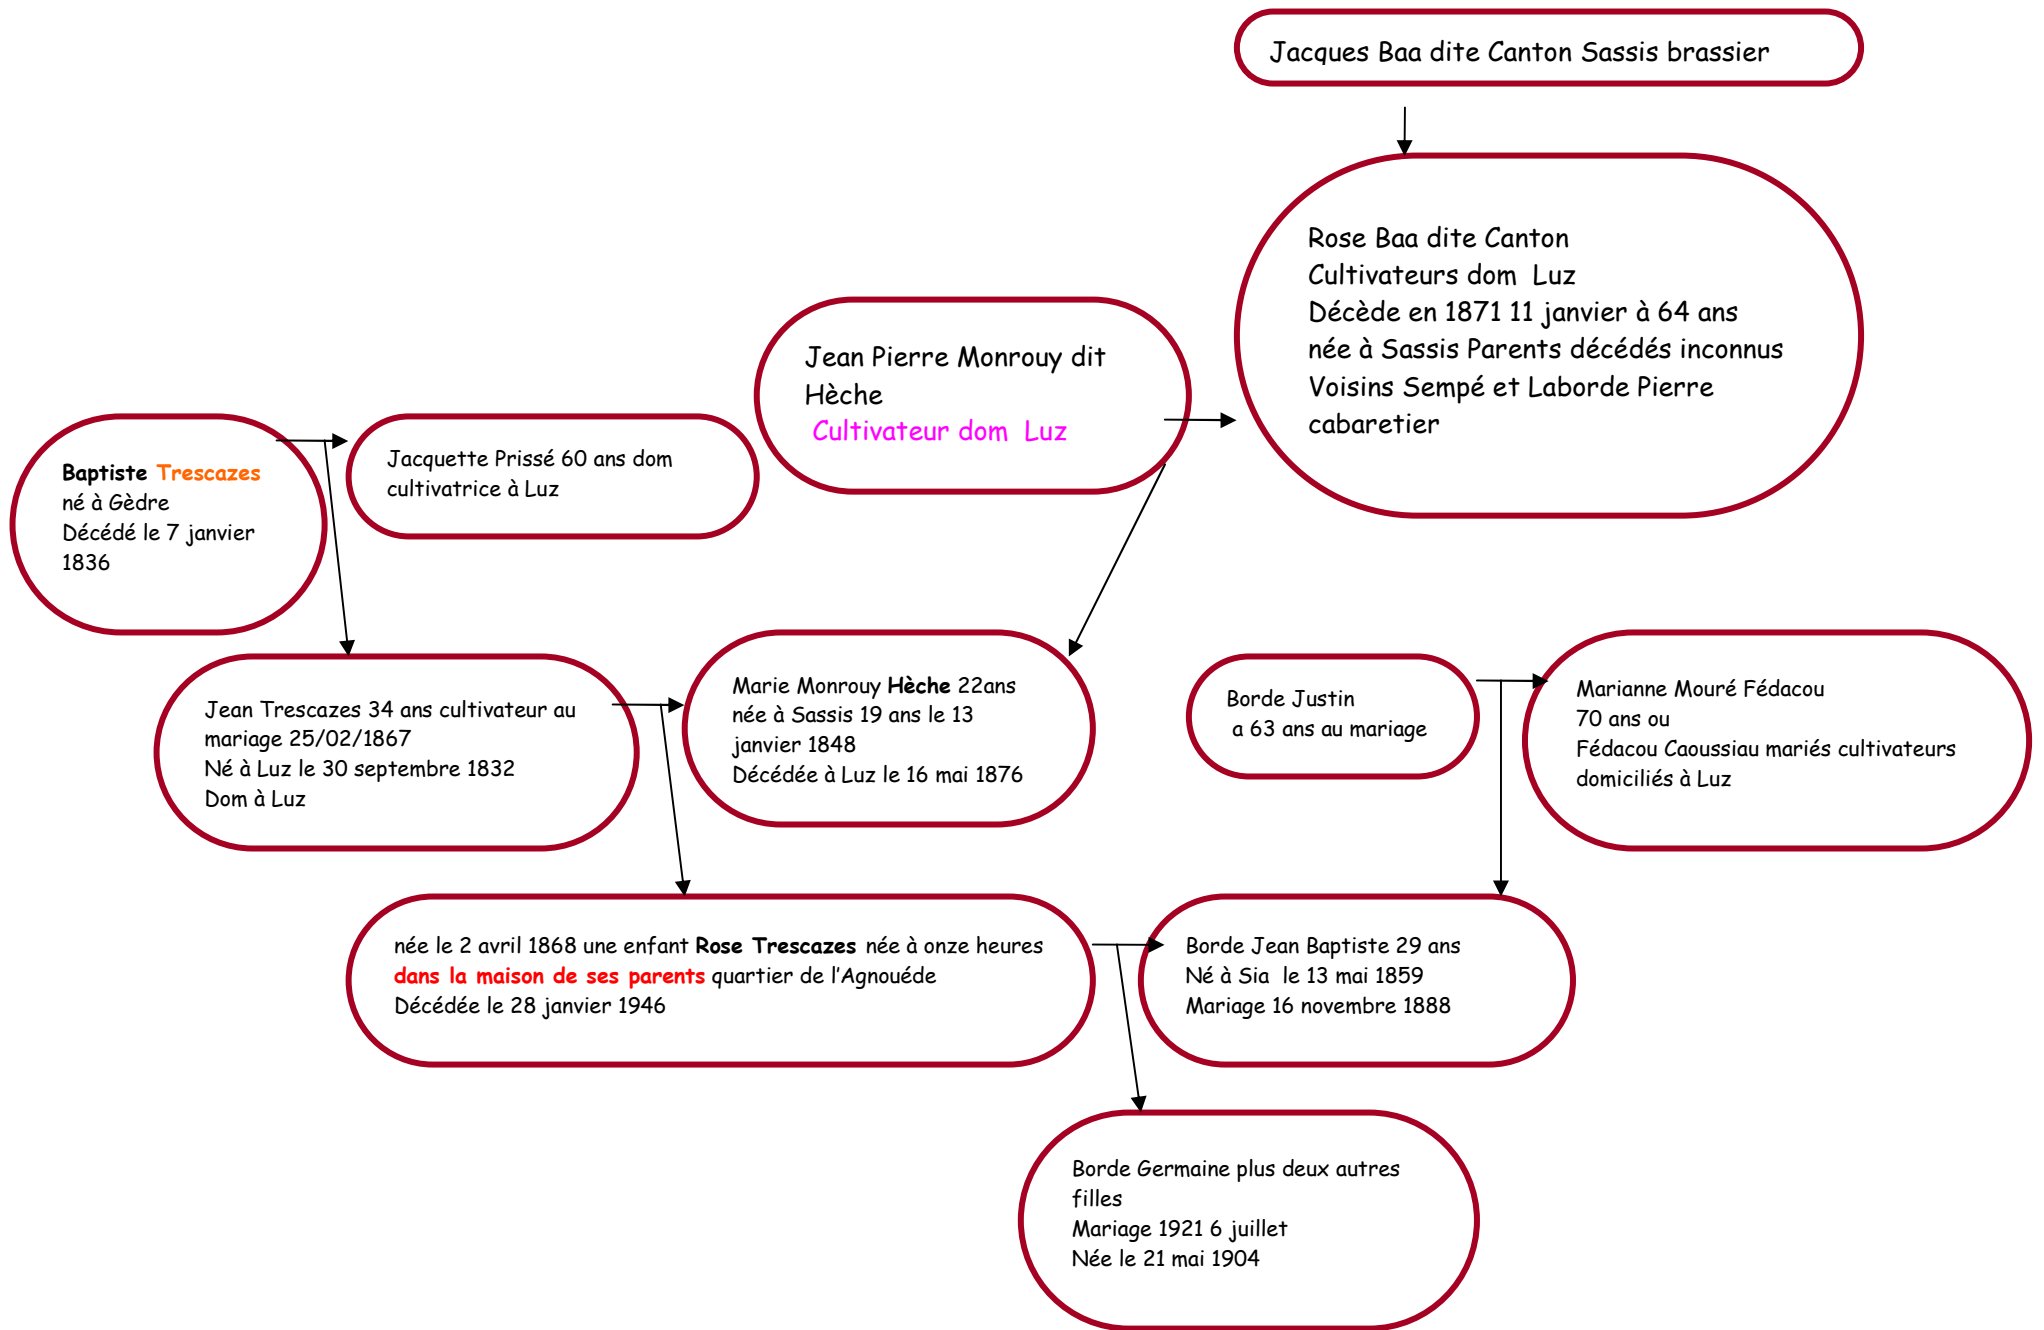 Jacques Baa dite Canton Sassis brassier
Rose Baa dite Canton
Cultivateurs dom  Luz
Décède en 1871 11 janvier à 64 ans
née à Sassis Parents décédés inconnus
Voisins Sempé et Laborde Pierre
cabaretier
Jean Pierre Monrouy dit
Hèche
Cultivateur dom  Luz
Baptiste Trescazes
né à Gèdre
Décédé le 7 janvier
1836
Jacquette Prissé 60 ans dom
cultivatrice à Luz
Jean Trescazes 34 ans cultivateur au
mariage 25/02/1867
Né à Luz le 30 septembre 1832
Dom à Luz
Marie Monrouy Hèche 22ans
née à Sassis 19 ans le 13
janvier 1848
Décédée à Luz le 16 mai 1876
Borde Justin
a 63 ans au mariage
Marianne Mouré Fédacou
70 ans ou
Fédacou Caoussiau mariés cultivateurs
domiciliés à Luz
née le 2 avril 1868 une enfant Rose Trescazes née à onze heures
dans la maison de ses parents quartier de l'Agnouéde
Décédée le 28 janvier 1946
Borde Jean Baptiste 29 ans
Né à Sia  le 13 mai 1859
Mariage 16 novembre 1888
Borde Germaine plus deux autres
filles
Mariage 1921 6 juillet
Née le 21 mai 1904